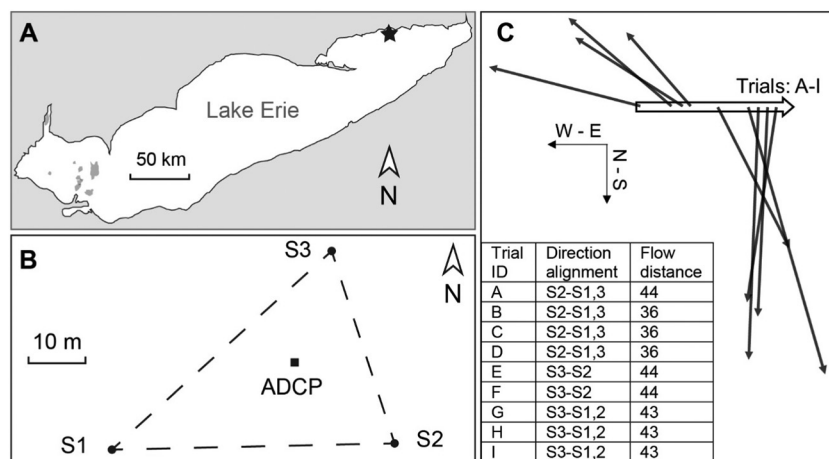 A
Lake Erie
50 km
N
B
S3
N
10 m
ADCP
S1
S2
C
Trials: A-I
W - E
N - S
Trial ID Direction alignment Flow distance
A S2-S1,3 44
B S2-S1,3 36
C S2-S1,3 36
D S2-S1,3 36
E S3-S2 44
F S3-S2 44
G S3-S1,2 43
H S3-S1,2 43
I S3-S1,2 43